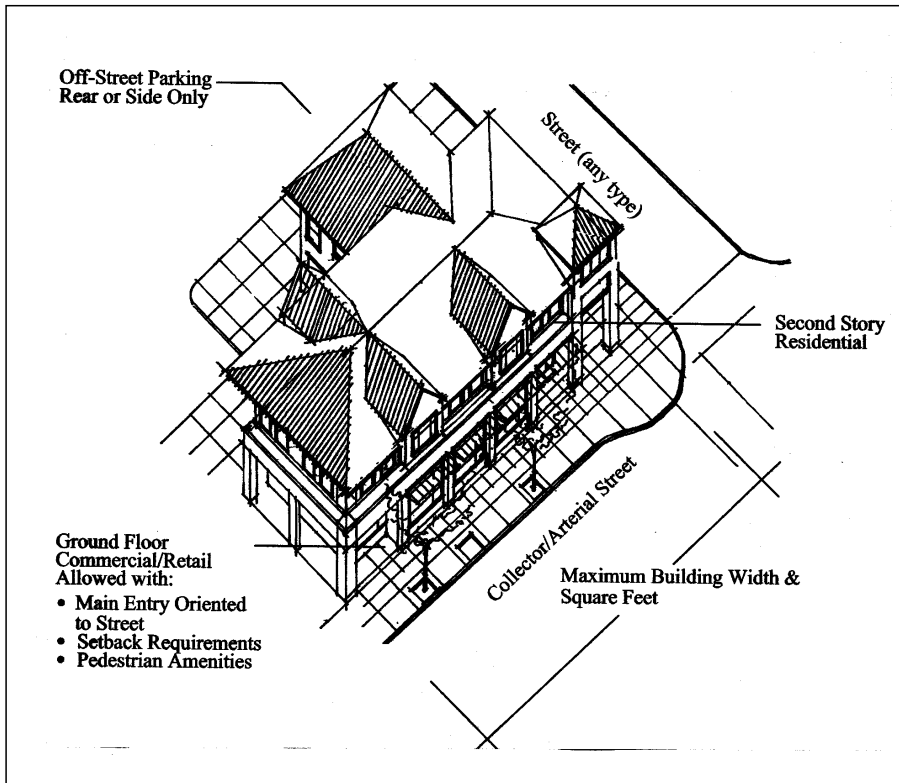 Off-Street Parking
Rear or Side Only
Street (any type)
Second Story
Residential
Collector/Arterial Street
Ground Floor
Commercial/Retail
Allowed with:
• Main Entry Oriented
to Street
• Setback Requirements
• Pedestrian Amenities
Maximum Building Width &
Square Feet